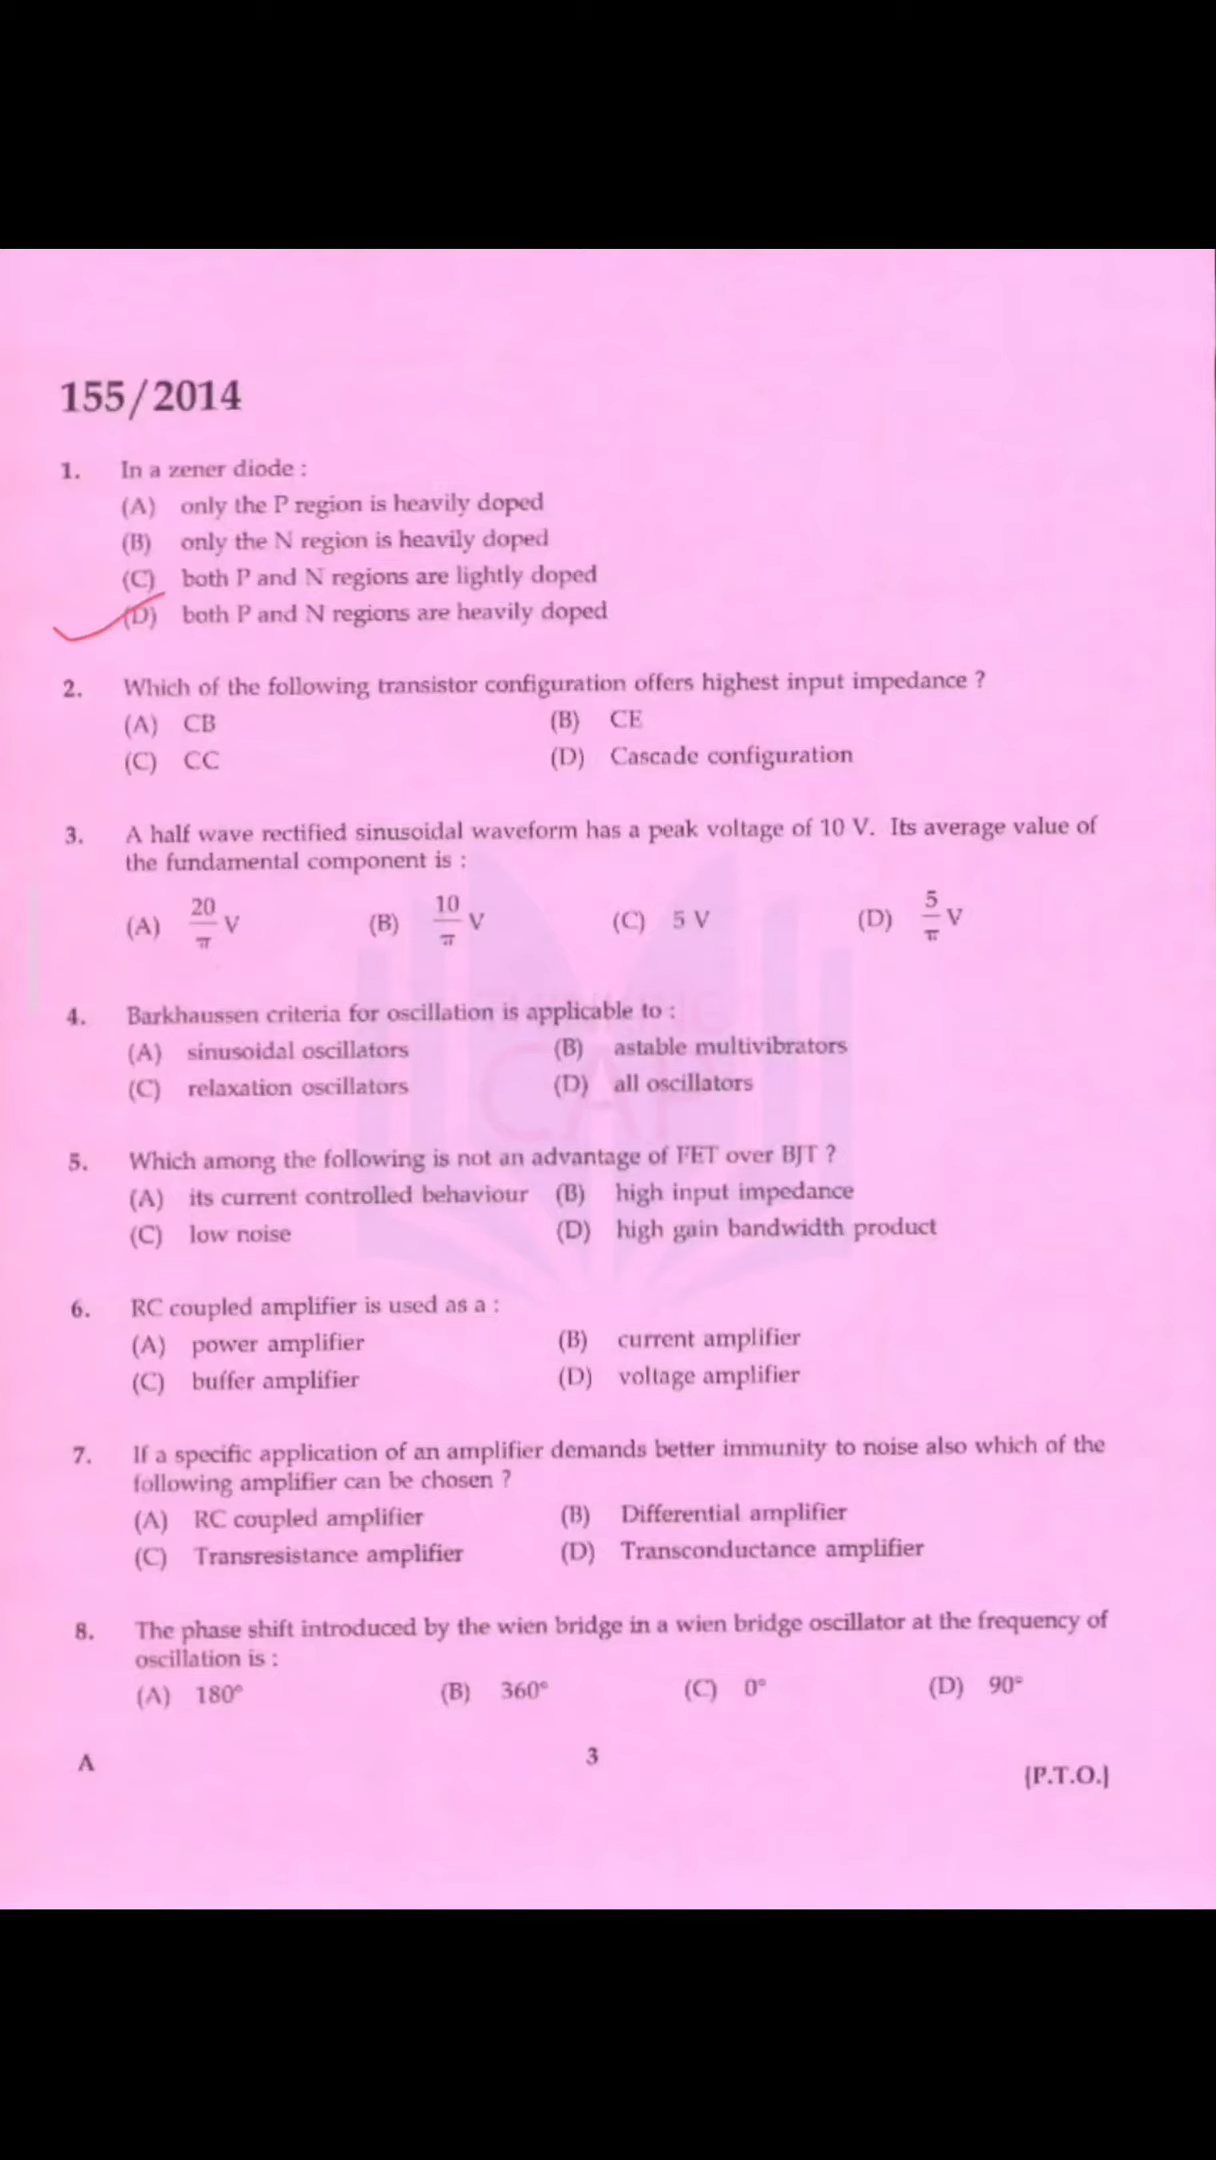 155/2014
1. In a zener diode :
(A) only the P region is heavily doped
(B) only the N region is heavily doped
(C) both P and N regions are lightly doped
(D) both P and N regions are heavily doped
2. Which of the following transistor configuration offers highest input impedance ?
(A) CB (B) CE
(C) CC (D) Cascade configuration
3. A half wave rectified sinusoidal waveform has a peak voltage of 10 V. Its average value of
the fundamental component is :
(A) 20/π V (B) 10/π V (C) 5 V (D) 5/π V
4. Barkhaussen criteria for oscillation is applicable to :
(A) sinusoidal oscillators (B) astable multivibrators
(C) relaxation oscillators (D) all oscillators
5. Which among the following is not an advantage of FET over BJT ?
(A) its current controlled behaviour (B) high input impedance
(C) low noise (D) high gain bandwidth product
6. RC coupled amplifier is used as a :
(A) power amplifier (B) current amplifier
(C) buffer amplifier (D) voltage amplifier
7. If a specific application of an amplifier demands better immunity to noise also which of the
following amplifier can be chosen ?
(A) RC coupled amplifier (B) Differential amplifier
(C) Transresistance amplifier (D) Transconductance amplifier
8. The phase shift introduced by the wien bridge in a wien bridge oscillator at the frequency of
oscillation is :
(A) 180° (B) 360° (C) 0° (D) 90°
A 3 {P.T.O.}